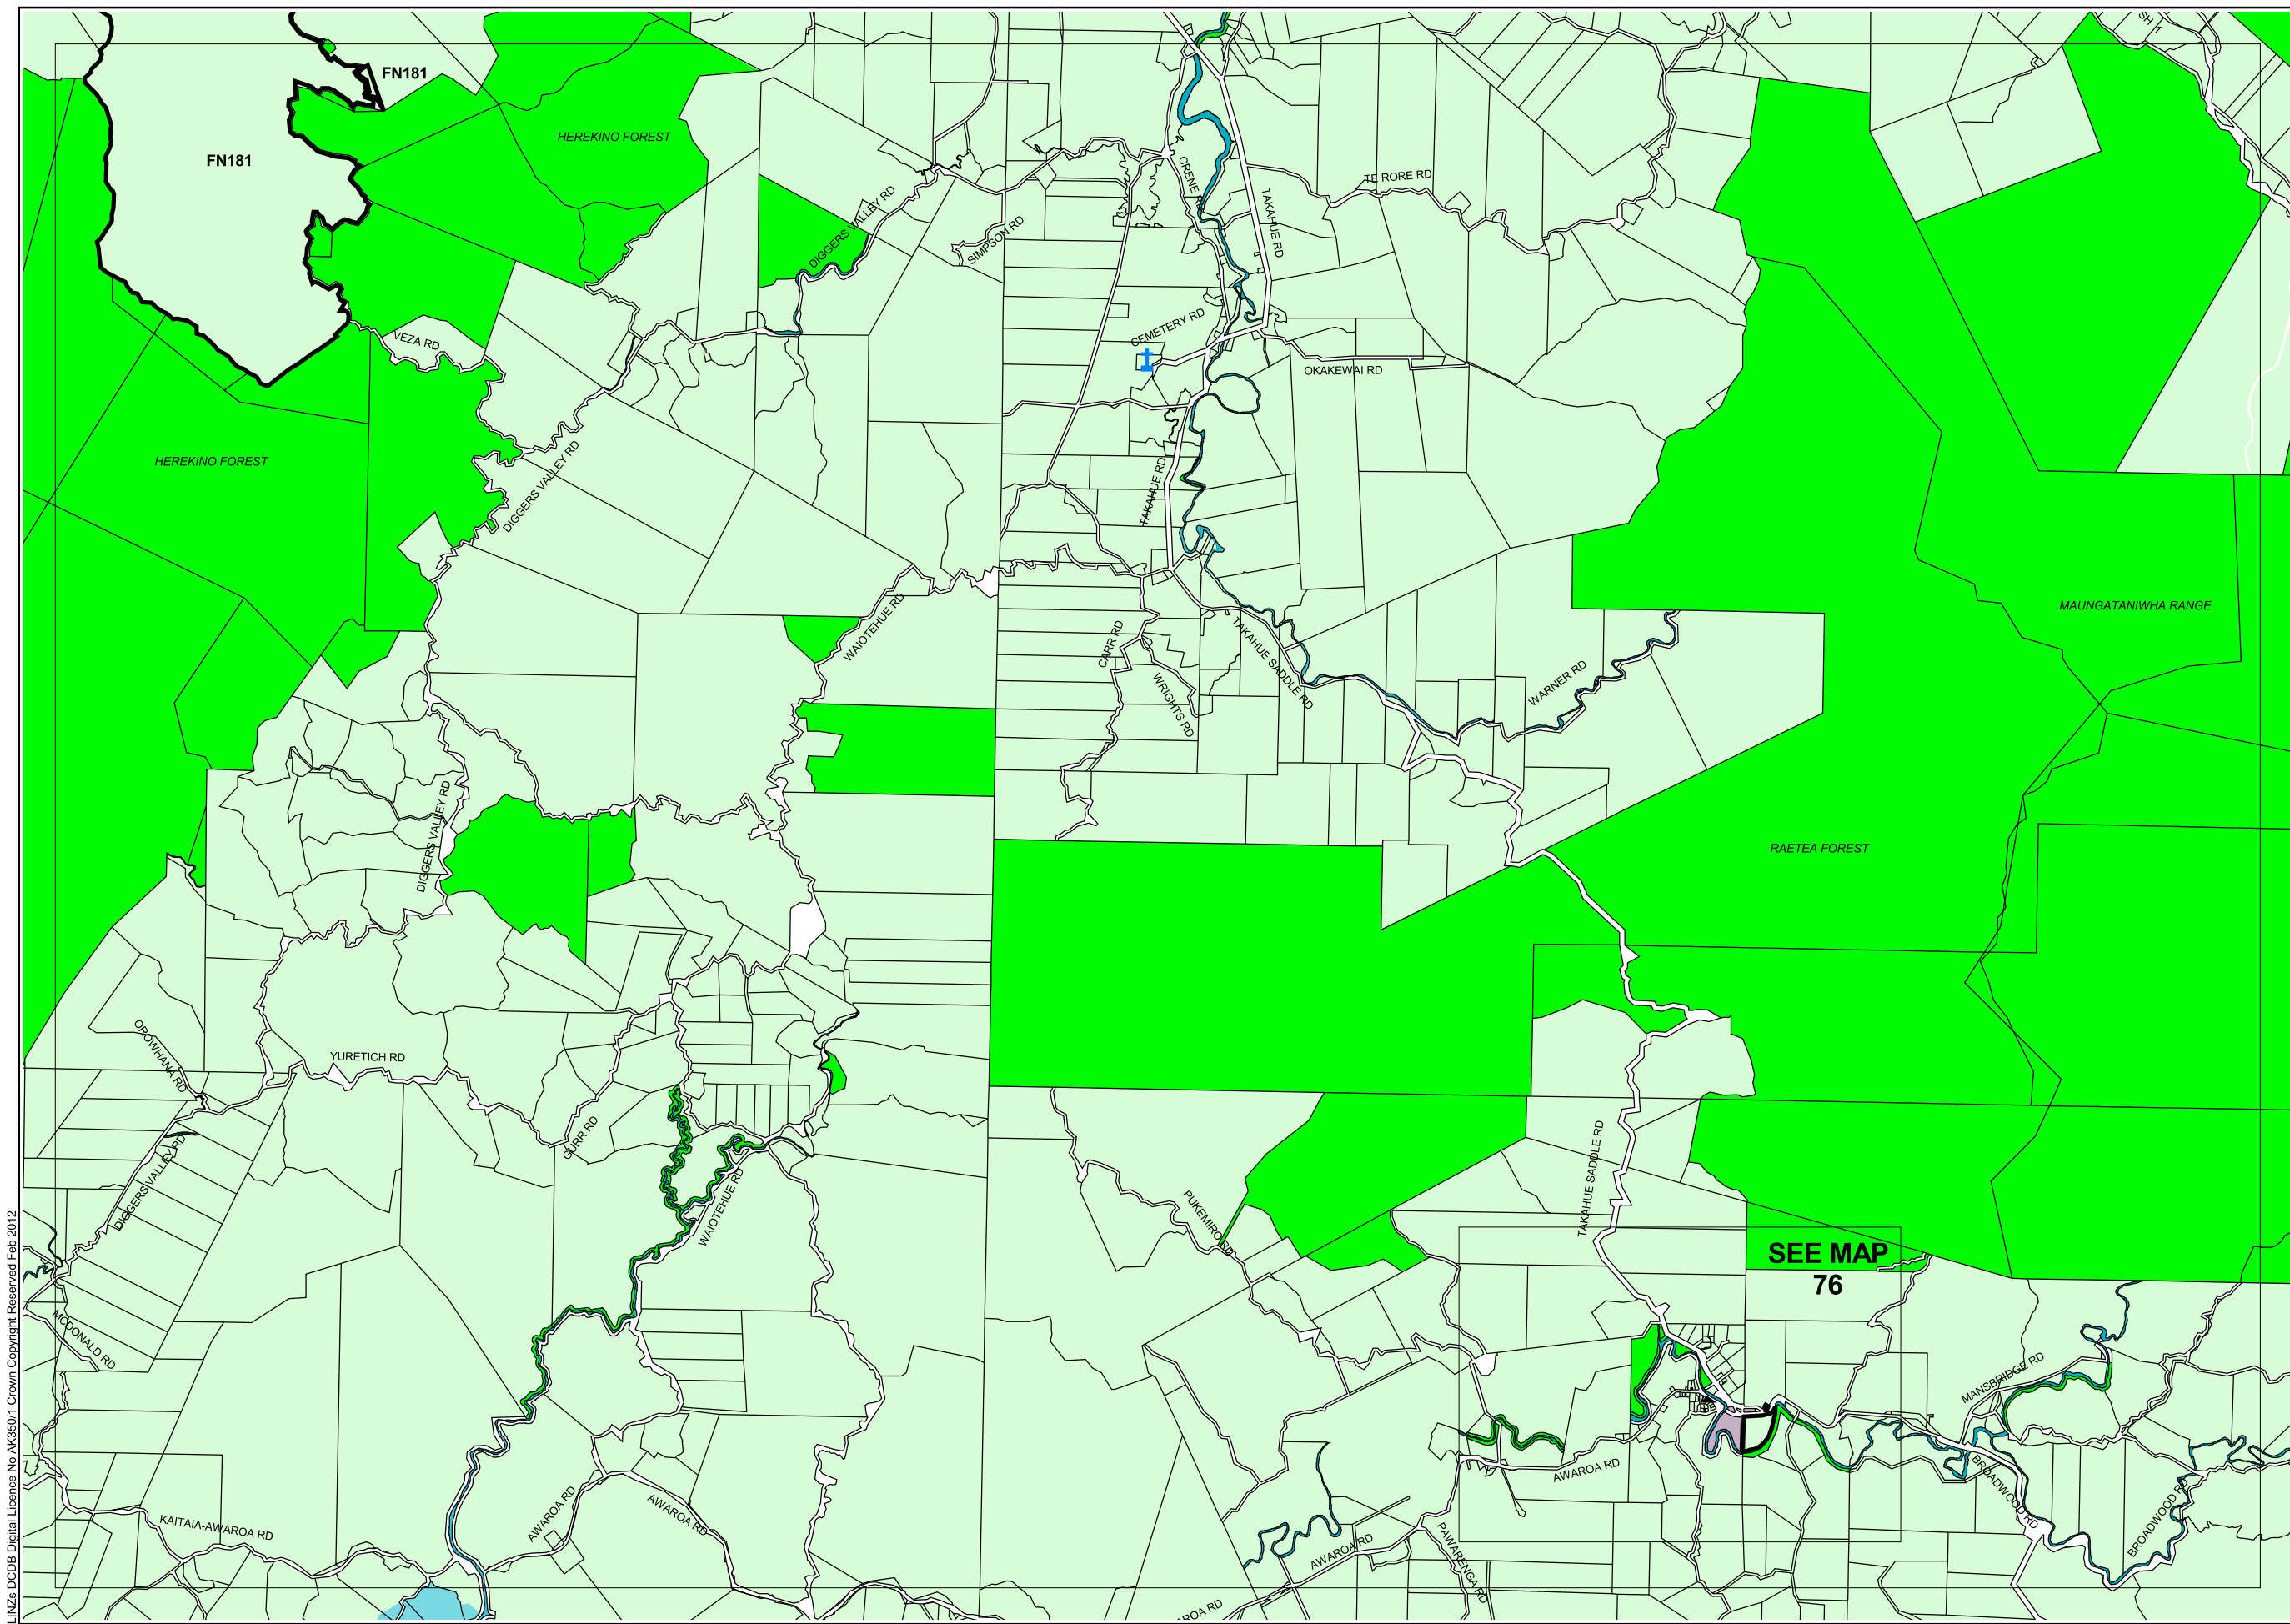 SH 1
FN181
HEREKINO FOREST
FN181
CRENE RD
TE RORE RD
DIGGERS VALLEY RD
SIMPSON RD
TAKAHUE RD
CEMETERY RD
VEZA RD
OKAKEWAI RD
HEREKINO FOREST
DIGGERS VALLEY RD
TAKAHUE RD
MAUNGATANIWHA RANGE
WAIOTEHUE RD
CARR RD
TAKAHUE SADDLE RD
WRIGHTS RD
WARNER RD
DIGGERS VALLEY RD
RAETEA FOREST
OROWHANA RD
YURETICH RD
GURR RD
DIGGERS VALLEY RD
WAIOTEHUE RD
PUKEMIRO RD
TAKAHUE SADDLE RD
SEE MAP
76
MCDONALD RD
MANSBRIDGE RD
AWAROA RD
BROADWOOD RD
BROADWOOD RD
KAITAIA-AWAROA RD
AWAROA RD
AWAROA RD
AWAROA RD
PAWARENGA RD
ROA RD
LINZs DCDB Digital Licence No AK350/1 Crown Copyright Reserved Feb 2012